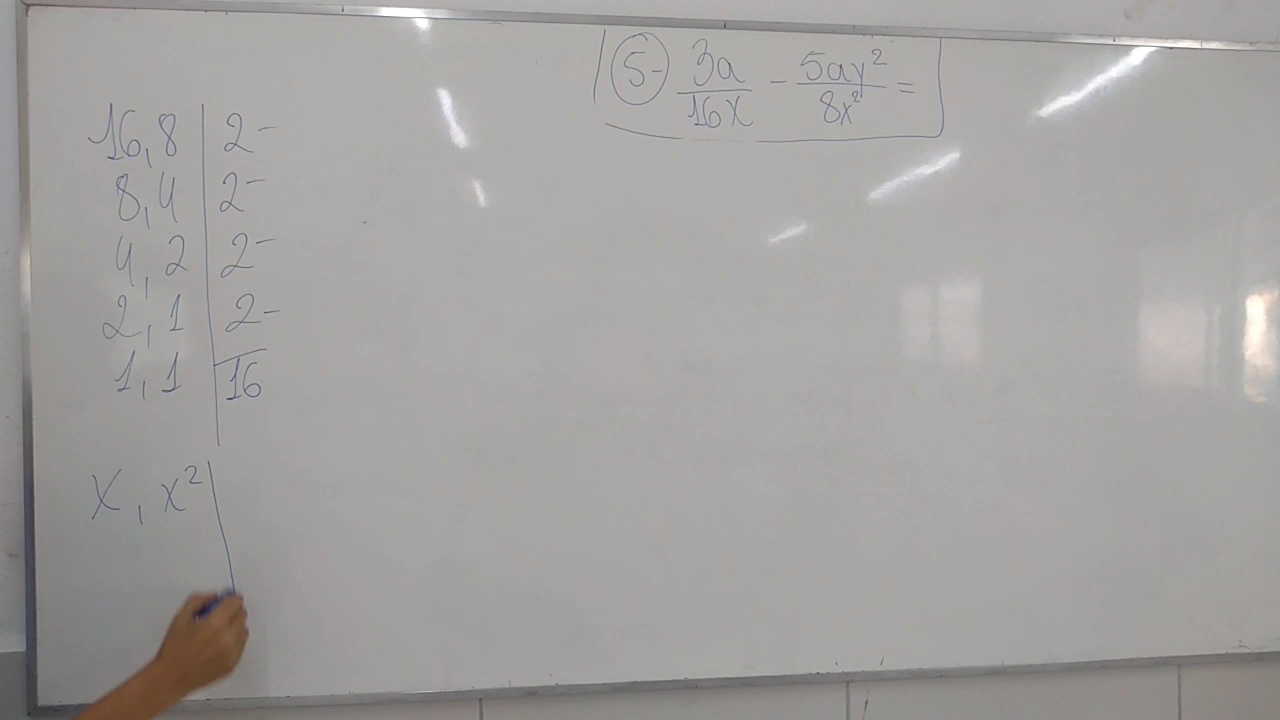 5- 3a/16x - 5ay²/8x² =
16, 8 | 2-
8, 4 | 2-
4, 2 | 2-
2, 1 | 2-
1, 1 | 16
x, x² |